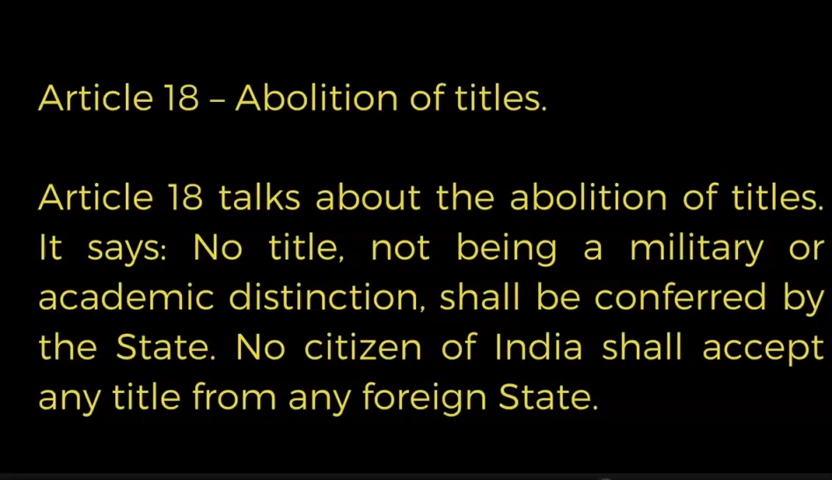 Article 18 – Abolition of titles.
Article 18 talks about the abolition of titles.
It says: No title, not being a military or
academic distinction, shall be conferred by
the State. No citizen of India shall accept
any title from any foreign State.